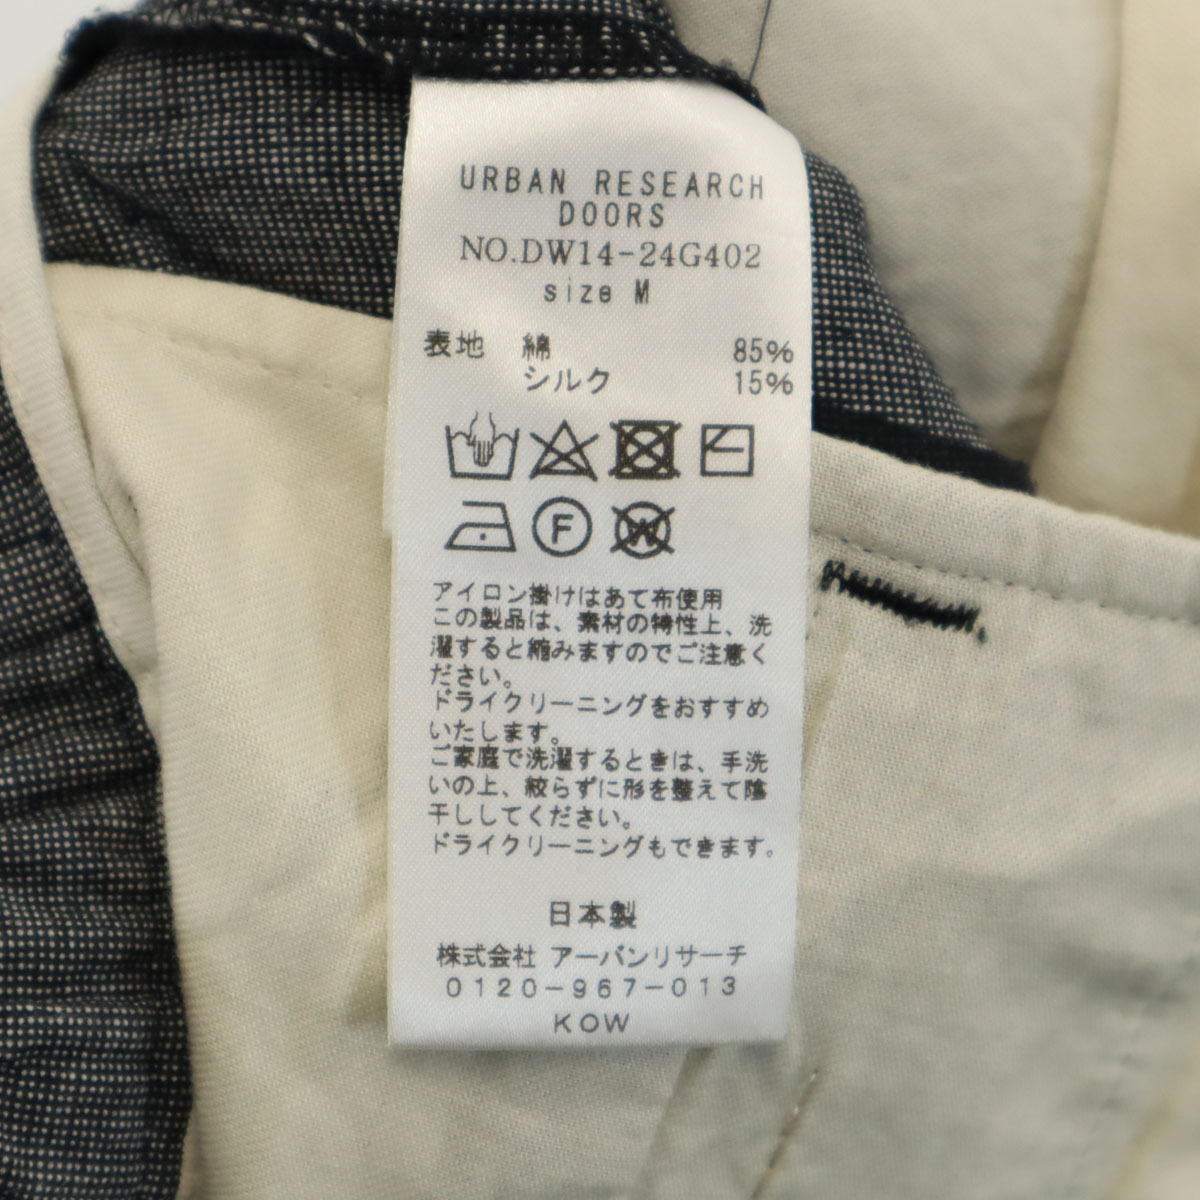 URBAN RESEARCH
DOORS
NO.DW14-24G402
size M
表地 綿 85%
シルク 15%
F
W
アイロン掛けはあて布使用
この製品は、素材の特性上、洗
濯すると縮みますのでご注意く
ださい。
ドライクリーニングをおすすめ
いたします。
ご家庭で洗濯するときは、手洗
いの上、絞らずに形を整えて陰
干ししてください。
ドライクリーニングもできます。
日本製
株式会社 アーバンリサーチ
0120-967-013
KOW